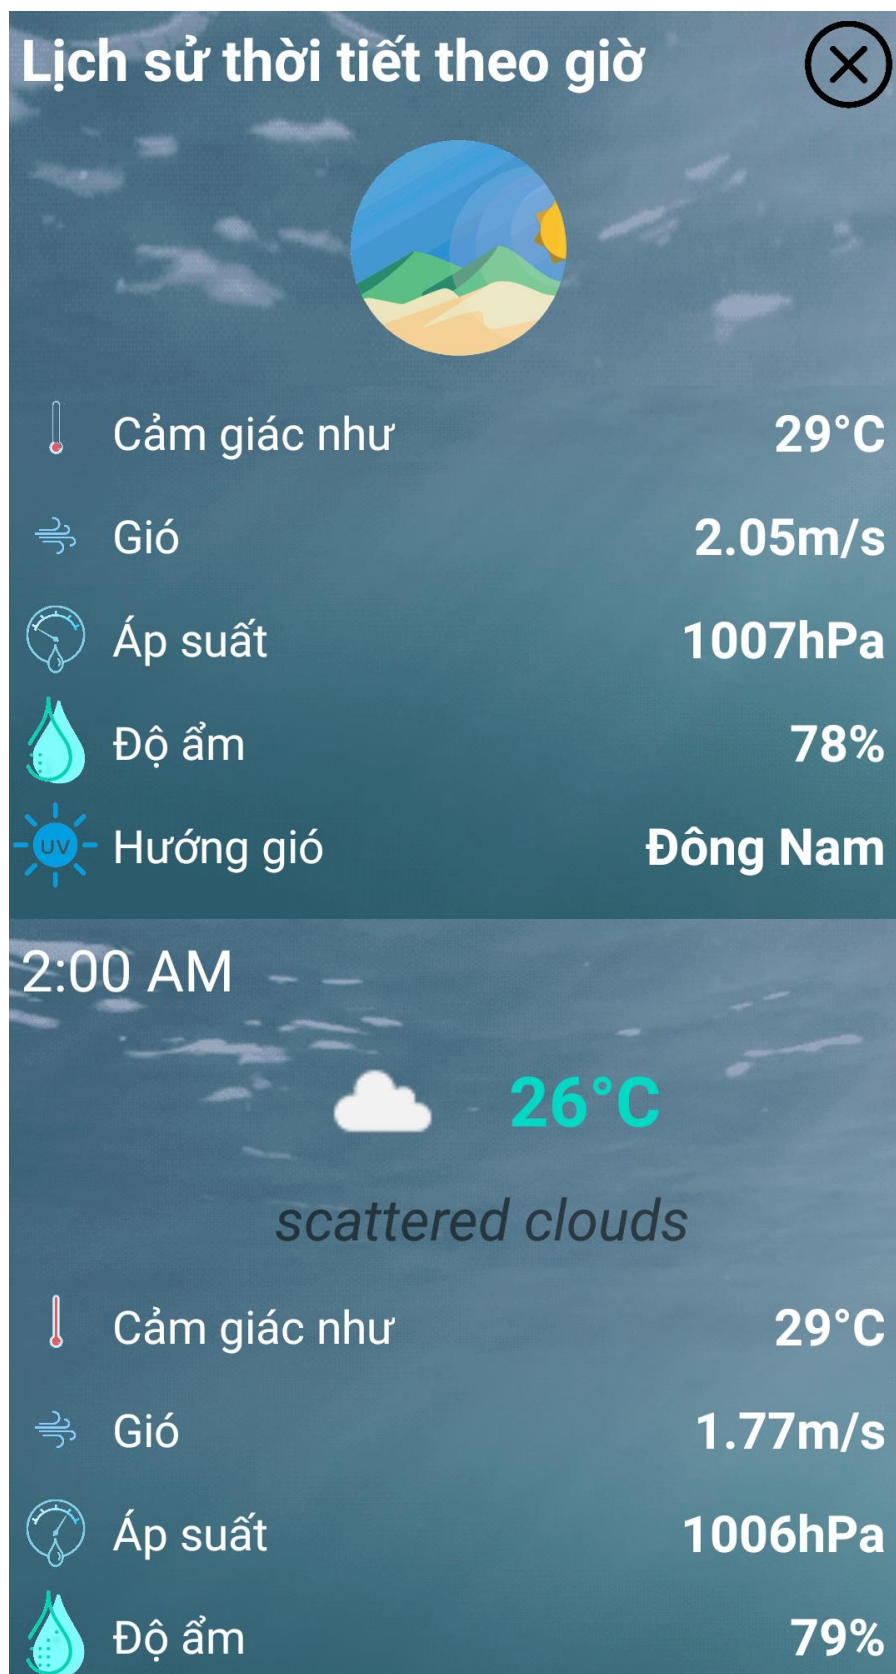 Lịch sử thời tiết theo giờ
Cảm giác như 29°C
Gió 2.05m/s
Áp suất 1007hPa
Độ ẩm 78%
UV Hướng gió Đông Nam
2:00 AM
26°C
scattered clouds
Cảm giác như 29°C
Gió 1.77m/s
Áp suất 1006hPa
Độ ẩm 79%